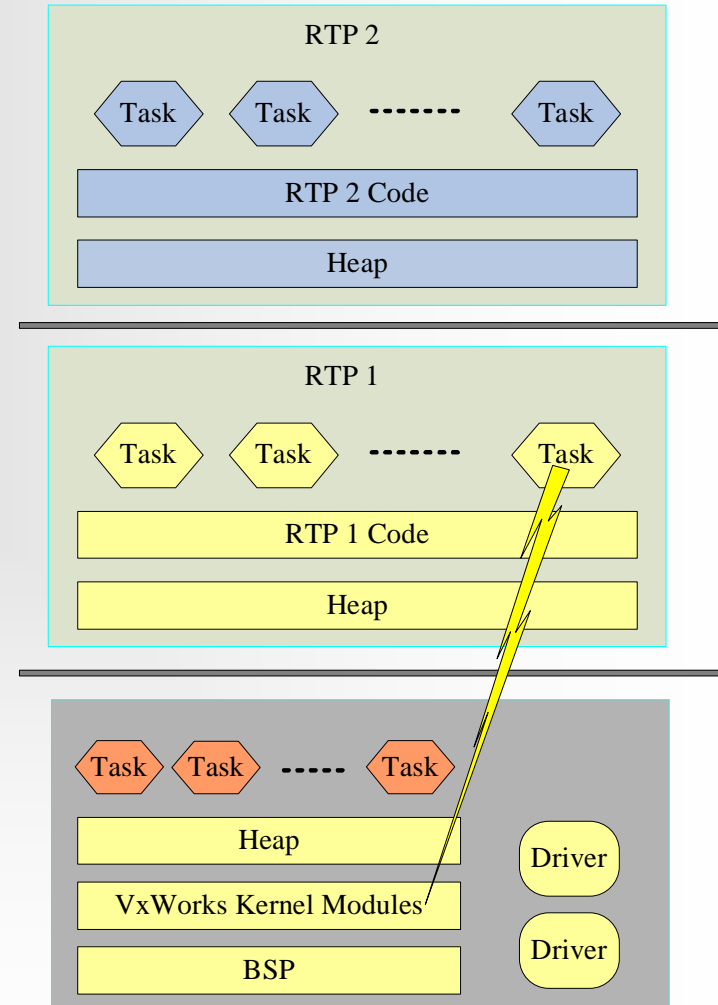 RTP 2
Task Task Task
RTP 2 Code
Heap
RTP 1
Task Task Task
RTP 1 Code
Heap
Task Task Task
Heap
Driver
VxWorks Kernel Modules
Driver
BSP